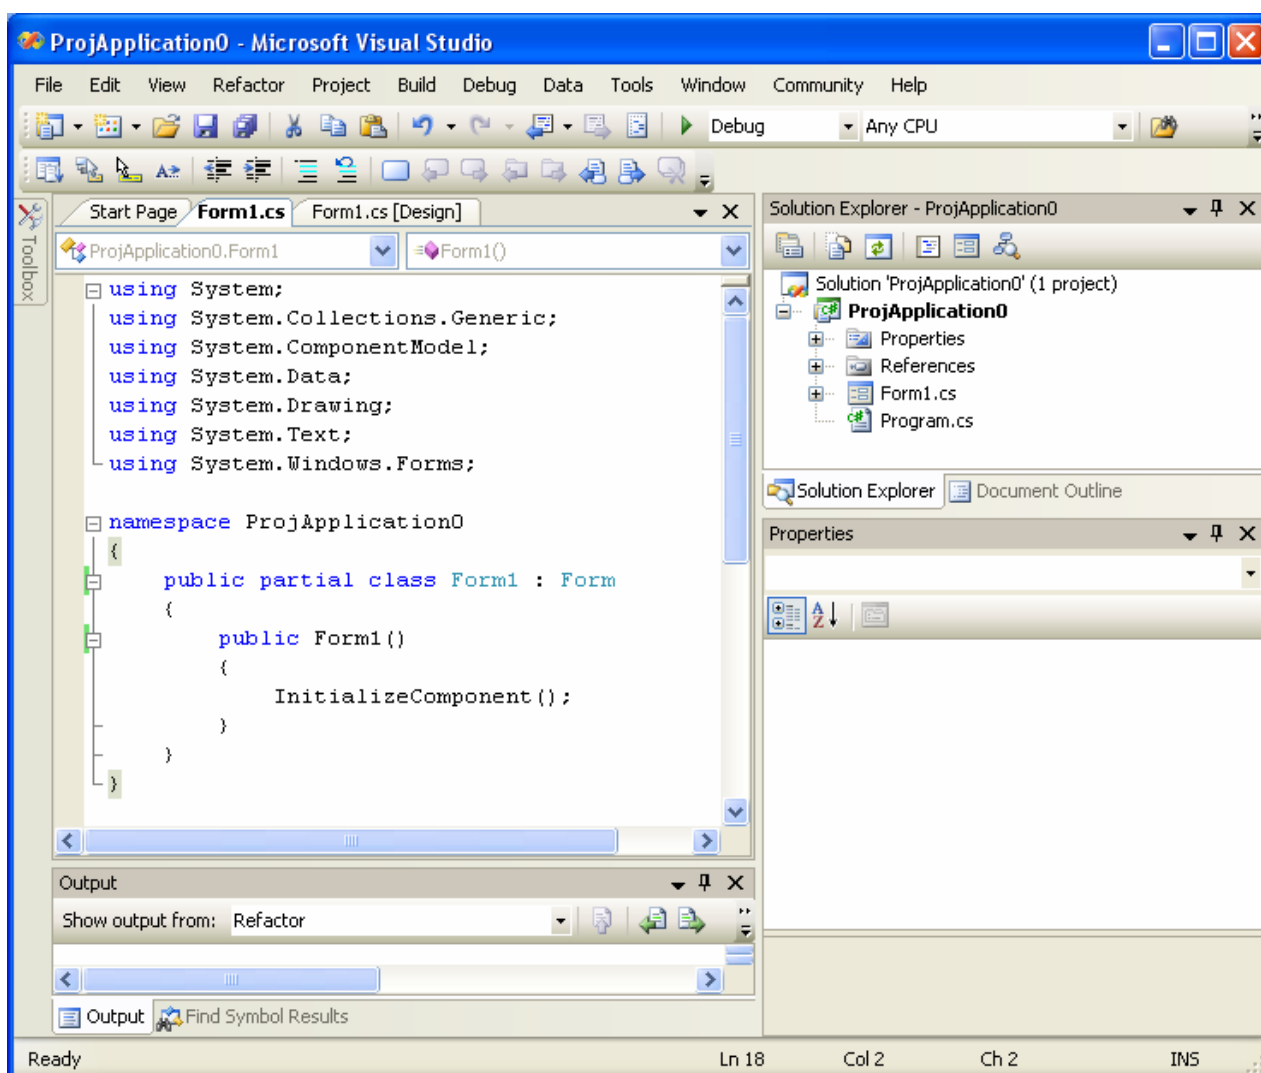 ProjApplication0 - Microsoft Visual Studio
File Edit View Refactor Project Build Debug Data Tools Window Community Help
Debug Any CPU
Toolbox
Start Page Form1.cs Form1.cs [Design]
ProjApplication0.Form1 Form1()
using System;
using System.Collections.Generic;
using System.ComponentModel;
using System.Data;
using System.Drawing;
using System.Text;
using System.Windows.Forms;
namespace ProjApplication0
{
public partial class Form1 : Form
{
public Form1()
{
InitializeComponent();
}
}
}
Output
Show output from: Refactor
Output Find Symbol Results
Solution Explorer - ProjApplication0
Solution 'ProjApplication0' (1 project)
ProjApplication0
Properties
References
Form1.cs
Program.cs
Solution Explorer Document Outline
Properties
Ready Ln 18 Col 2 Ch 2 INS